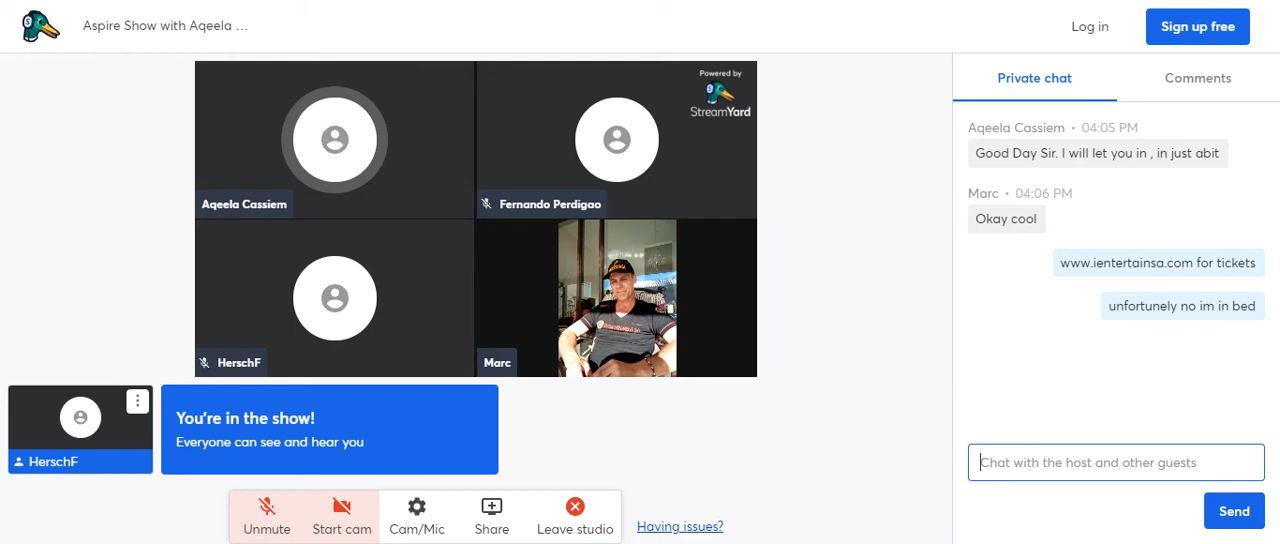 Aspire Show with Aqeela ...
Log in
Sign up free
Powered by
StreamYard
Aqeela Cassiem
Fernando Perdigao
HerschF
Marc
HerschF
You're in the show!
Everyone can see and hear you
Unmute
Start cam
Cam/Mic
Share
Leave studio
Having issues?
Private chat
Comments
Aqeela Cassiem • 04:05 PM
Good Day Sir. I will let you in , in just abit
Marc • 04:06 PM
Okay cool
www.ientertainsa.com for tickets
unfortunely no im in bed
Chat with the host and other guests
Send